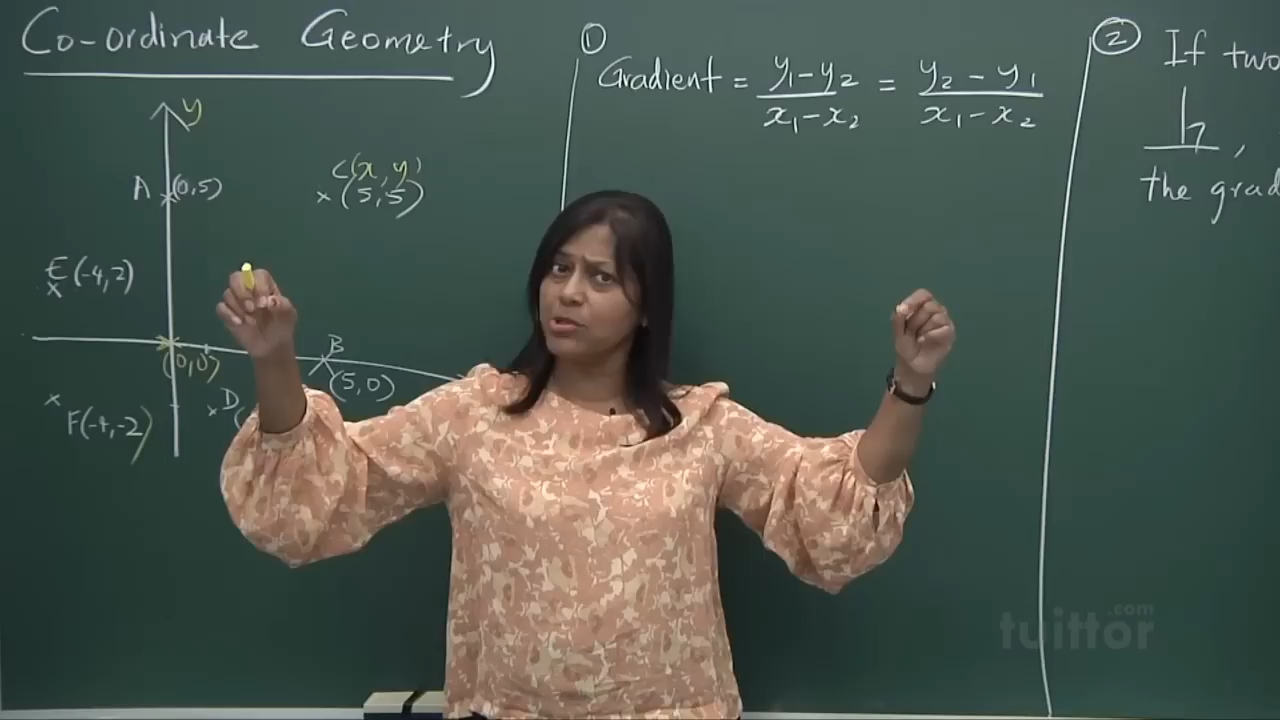 Co-ordinate Geometry
y
A (0,5)
C(x, y)
(5,5)
E(-4,2)
(0,0)
B
(5,0)
D
F(-4,-2)
①
Gradient = y₁-y₂ / x₁-x₂ = y₂-y₁ / x₁-x₂
② If two
,
the grad
tuittor.com